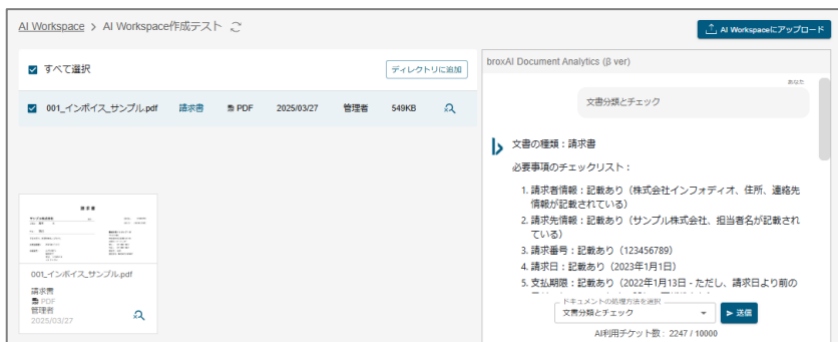 AI Workspace > AI Workspace作成テスト
AI Workspaceにアップロード
すべて選択
ディレクトリに追加
001_インボイス_サンプル.pdf 請求書 PDF 2025/03/27 管理者 549KB
請求書
001_インボイス_サンプル.pdf
請求書
PDF
管理者
2025/03/27
broxAI Document Analytics (β ver)
あなた
文書分類とチェック
文書の種類：請求書
必要事項のチェックリスト：
1. 請求者情報：記載あり（株式会社インフォディオ、住所、連絡先
情報が記載されている）
2. 請求先情報：記載あり（サンプル株式会社、担当者名が記載され
ている）
3. 請求番号：記載あり（123456789）
4. 請求日：記載あり（2023年1月1日）
5. 支払期限：記載あり（2022年1月13日 - ただし、請求日より前の
ドキュメントの処理方法を選択
文書分類とチェック
送信
AI利用チケット数： 2247 / 10000